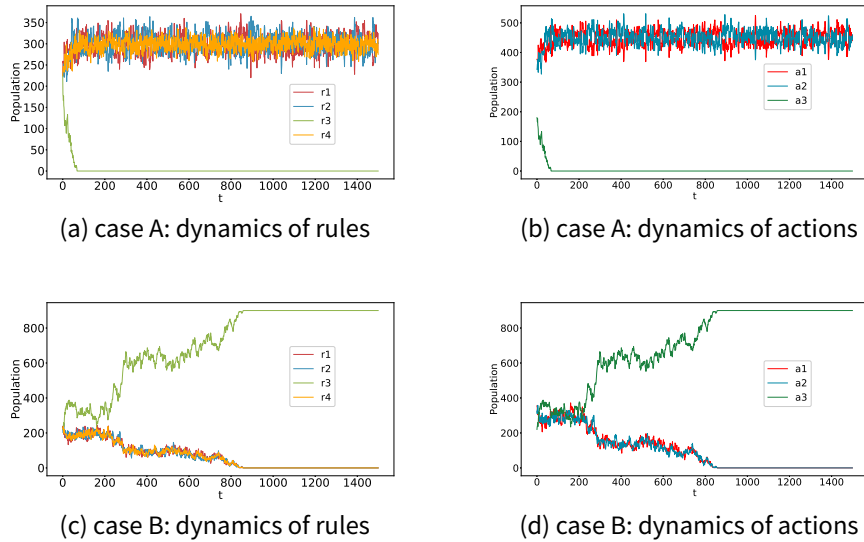 350
300
250
200
150
100
50
0
Population
r1
r2
r3
r4
0 200 400 600 800 1000 1200 1400
t
(a) case A: dynamics of rules
500
400
300
200
100
0
Population
a1
a2
a3
0 200 400 600 800 1000 1200 1400
t
(b) case A: dynamics of actions
800
600
400
200
0
Population
r1
r2
r3
r4
0 200 400 600 800 1000 1200 1400
t
(c) case B: dynamics of rules
800
600
400
200
0
Population
a1
a2
a3
0 200 400 600 800 1000 1200 1400
t
(d) case B: dynamics of actions